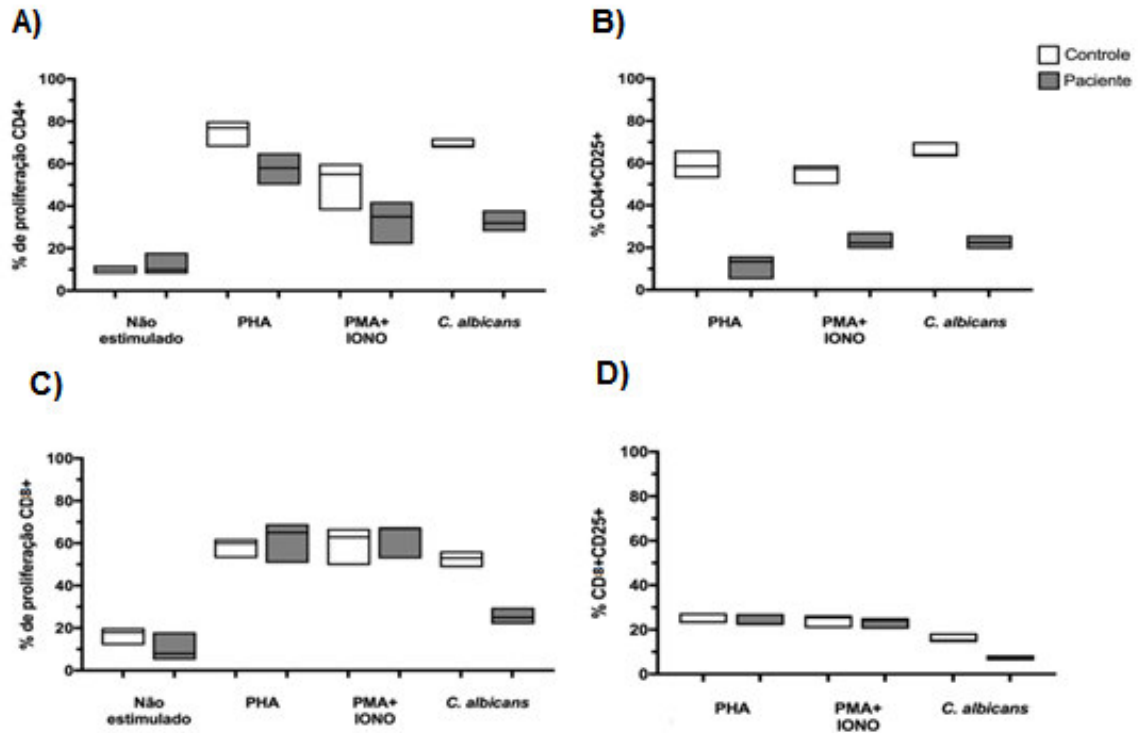 A)
% de proliferação CD4+
100
80
60
40
20
0
Não
estimulado
PHA
PMA+
IONO
C. albicans
B)
Controle
Paciente
% CD4+CD25+
100
80
60
40
20
0
PHA
PMA+
IONO
C. albicans
C)
% de proliferação CD8+
100
80
60
40
20
0
Não
estimulado
PHA
PMA+
IONO
C. albicans
D)
% CD8+CD25+
100
80
60
40
20
0
PHA
PMA+
IONO
C. albicans